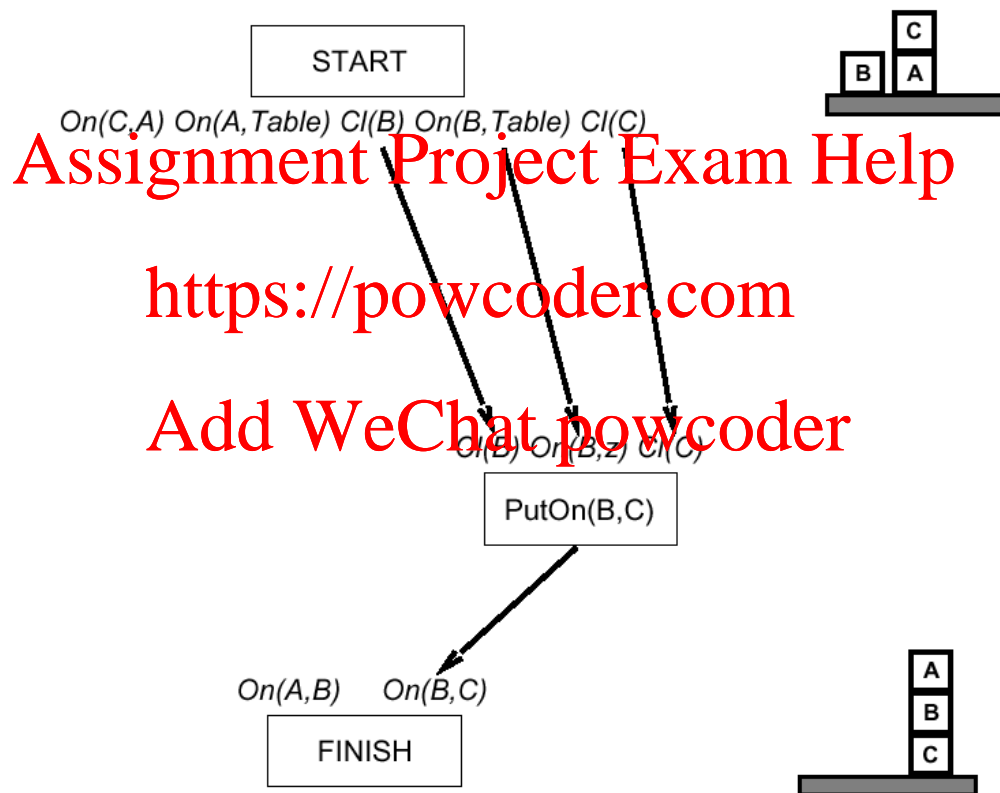 START
C
B A
On(C,A) On(A,Table) Cl(B) On(B,Table) Cl(C)
Assignment Project Exam Help
https://powcoder.com
Add WeChat powcoder
Cl(B) On(B,z) Cl(C)
PutOn(B,C)
On(A,B) On(B,C)
FINISH
A
B
C